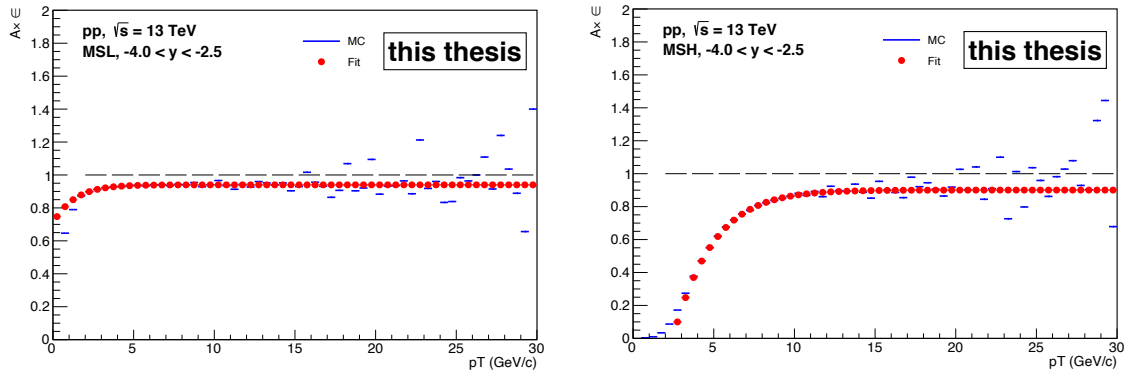 A× ∈
2
1.8
1.6
1.4
1.2
1
0.8
0.6
0.4
0.2
0
pp, √s = 13 TeV
MSL, -4.0 < y < -2.5
MC
Fit
this thesis
0 5 10 15 20 25 30
pT (GeV/c)
A× ∈
2
1.8
1.6
1.4
1.2
1
0.8
0.6
0.4
0.2
0
pp, √s = 13 TeV
MSH, -4.0 < y < -2.5
MC
Fit
this thesis
0 5 10 15 20 25 30
pT (GeV/c)